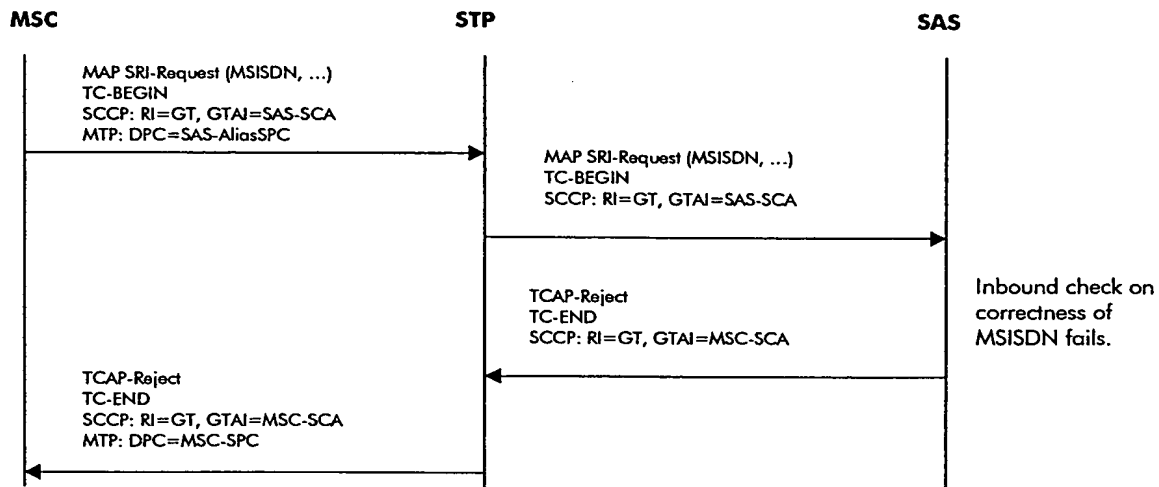 MSC
STP
SAS
MAP SRI-Request (MSISDN, ...)
TC-BEGIN
SCCP: RI=GT, GTAI=SAS-SCA
MTP: DPC=SAS-AliasSPC
MAP SRI-Request (MSISDN, ...)
TC-BEGIN
SCCP: RI=GT, GTAI=SAS-SCA
Inbound check on
correctness of
MSISDN fails.
TCAP-Reject
TC-END
SCCP: RI=GT, GTAI=MSC-SCA
TCAP-Reject
TC-END
SCCP: RI=GT, GTAI=MSC-SCA
MTP: DPC=MSC-SPC